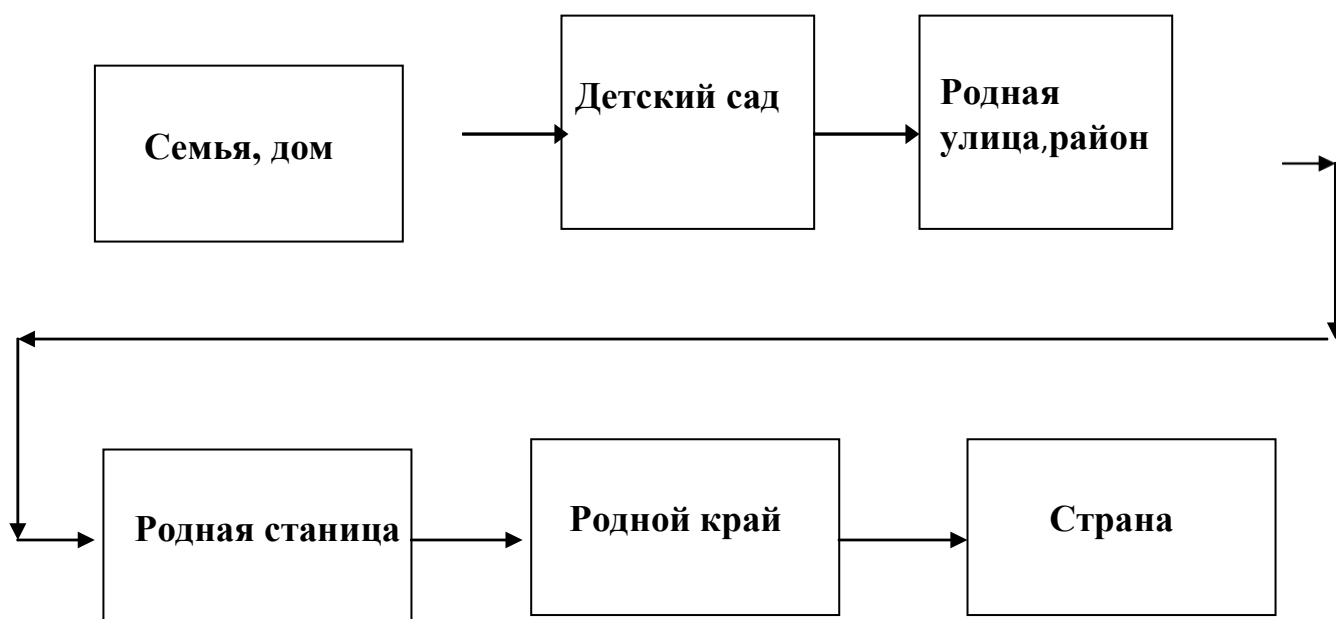 Семья, дом
Детский сад
Родная
улица,район
Родная станица
Родной край
Страна